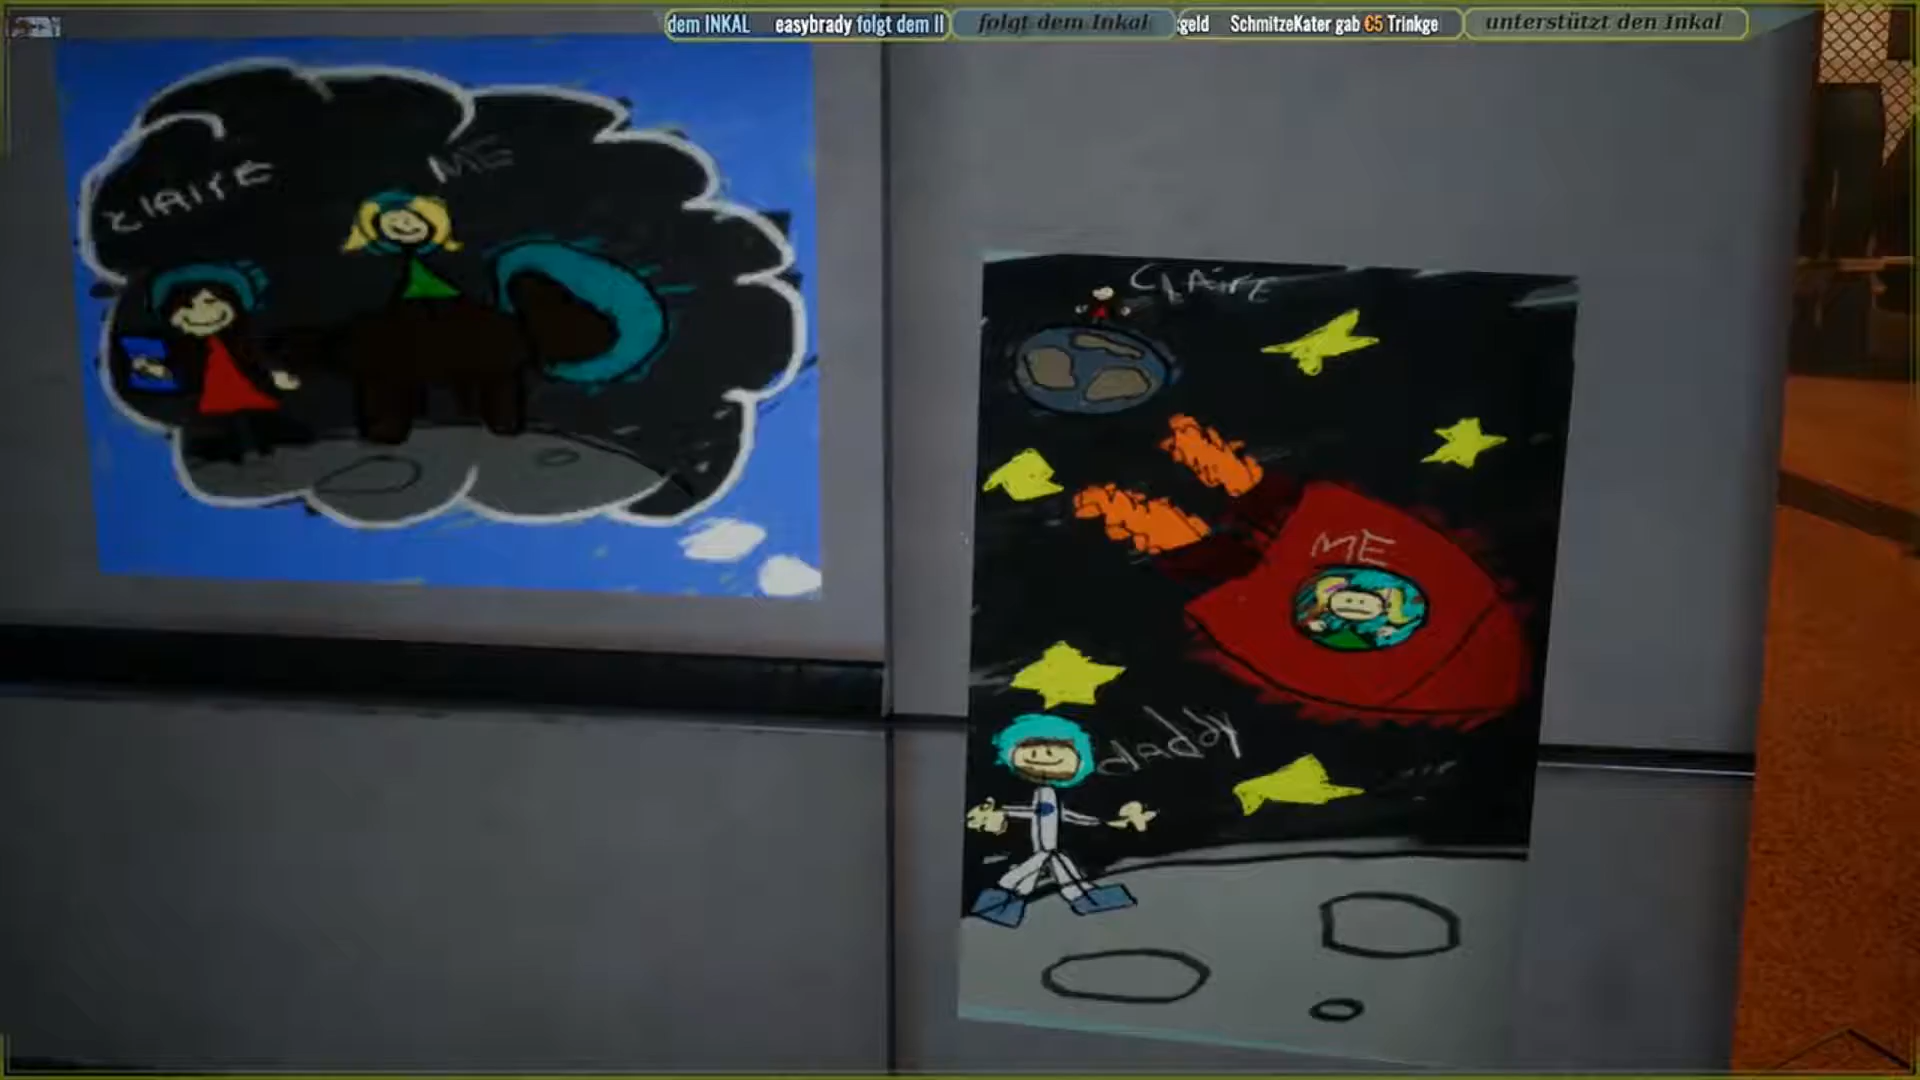 dem INKAL easybrady folgt dem II folgt dem Inkal geld SchmitzeKater gab €5 Trinkge unterstützt den Inkal
CLAIrE
ME
CLAirE
ME
daddy